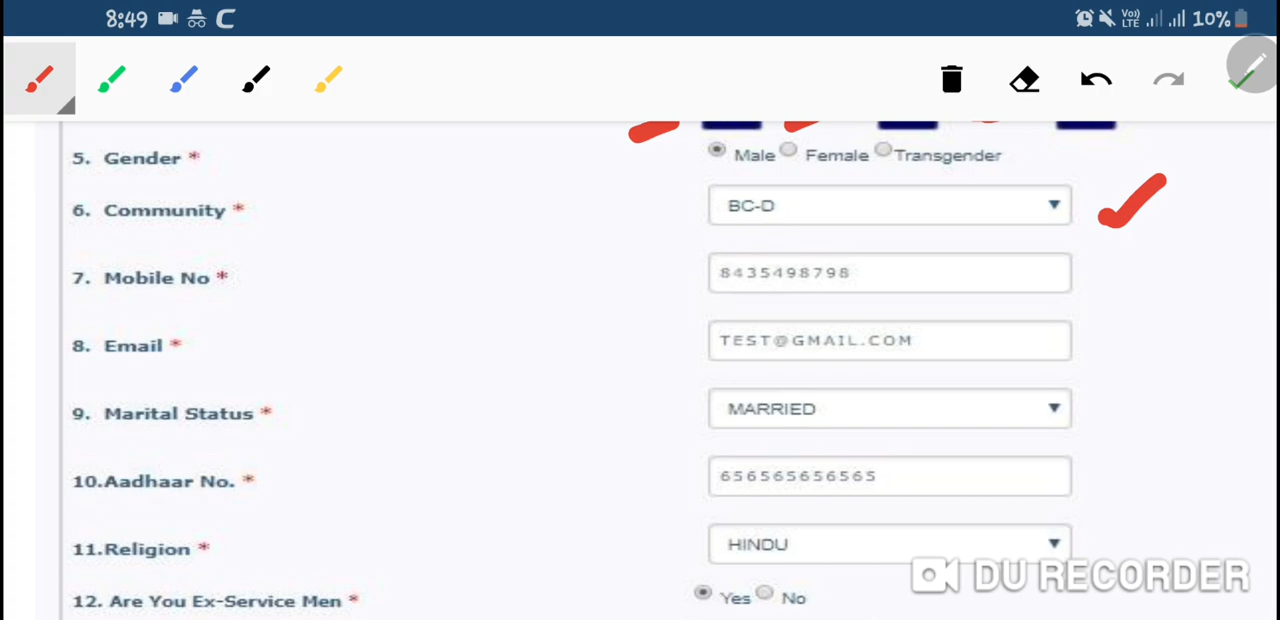 8:49 Vo)) LTE 10%
5. Gender * Male Female Transgender
6. Community * BC-D
7. Mobile No * 8435498798
8. Email * TEST@GMAIL.COM
9. Marital Status * MARRIED
10.Aadhaar No. * 656565656565
11.Religion * HINDU
DU RECORDER
12. Are You Ex-Service Men * Yes No